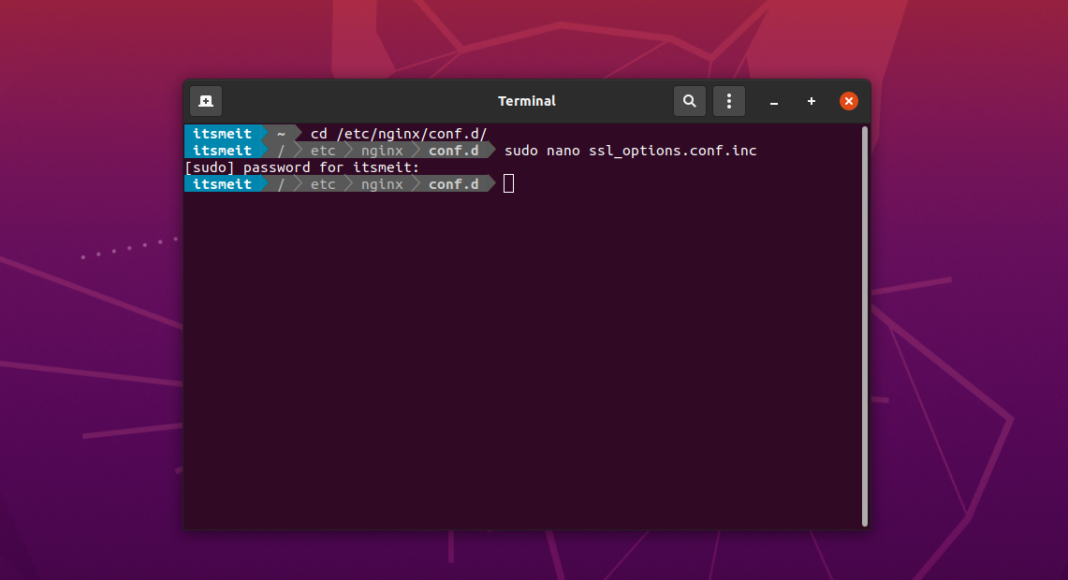 Terminal
itsmeit ~ cd /etc/nginx/conf.d/
itsmeit / etc nginx conf.d sudo nano ssl_options.conf.inc
[sudo] password for itsmeit:
itsmeit / etc nginx conf.d